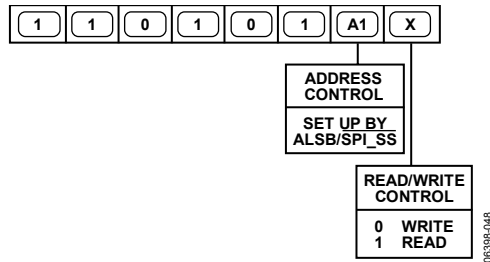 1 1 0 1 0 1 A1 X
ADDRESS
CONTROL
SET UP BY
ALSB/SPI_SS
READ/WRITE
CONTROL
0 WRITE
1 READ
06398-048